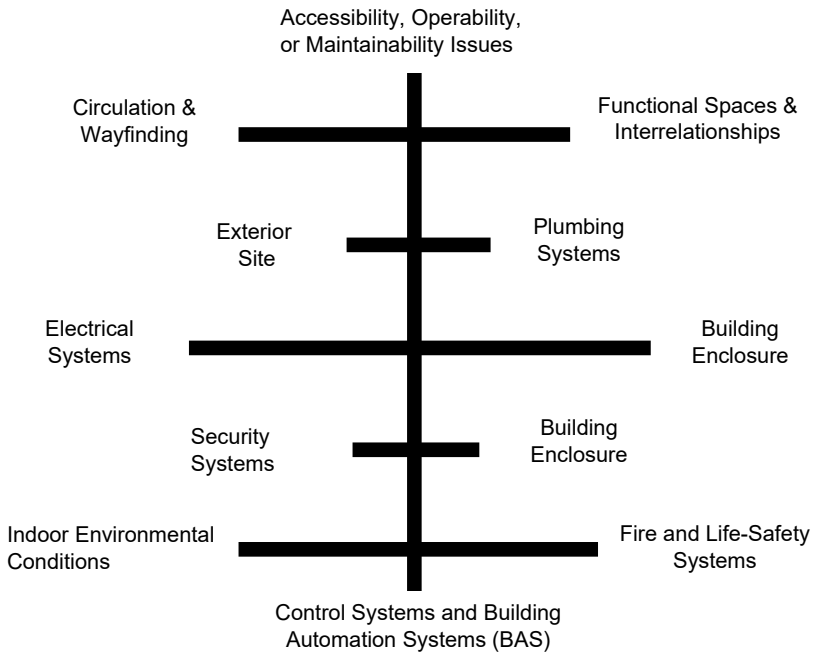 Accessibility, Operability,
or Maintainability Issues
Circulation &
Wayfinding
Functional Spaces &
Interrelationships
Exterior
Site
Plumbing
Systems
Electrical
Systems
Building
Enclosure
Security
Systems
Building
Enclosure
Indoor Environmental
Conditions
Fire and Life-Safety
Systems
Control Systems and Building
Automation Systems (BAS)